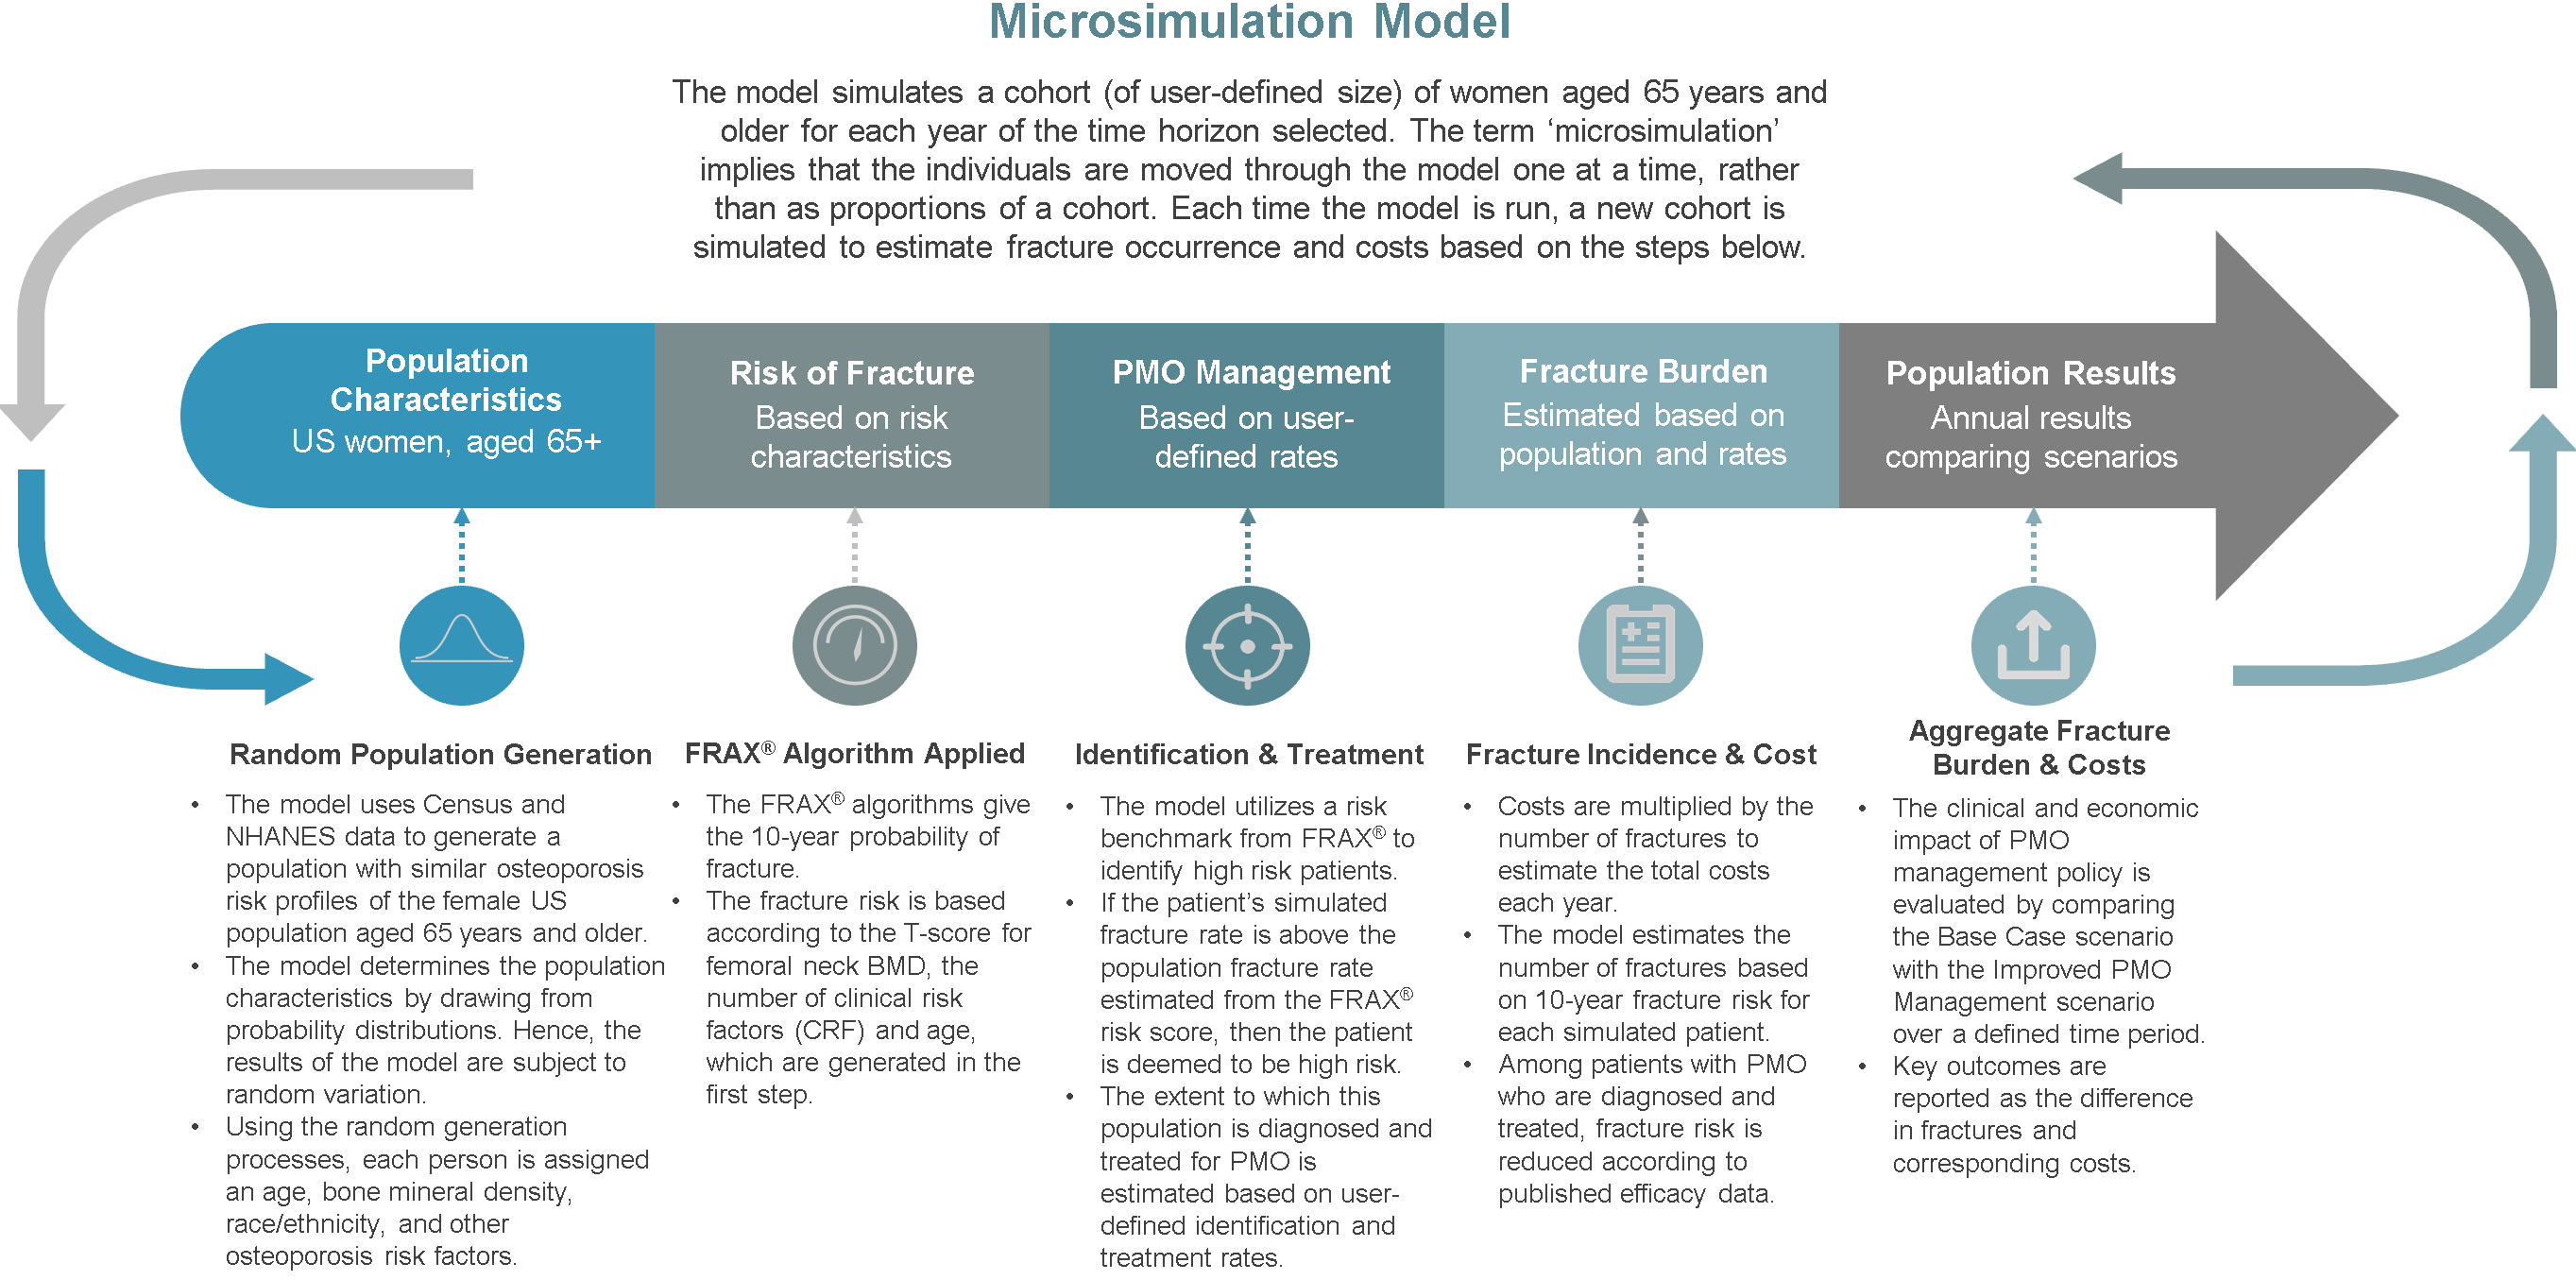 Microsimulation Model
The model simulates a cohort (of user-defined size) of women aged 65 years and
older for each year of the time horizon selected. The term ‘microsimulation’
implies that the individuals are moved through the model one at a time, rather
than as proportions of a cohort. Each time the model is run, a new cohort is
simulated to estimate fracture occurrence and costs based on the steps below.
Population
Characteristics
US women, aged 65+
Risk of Fracture
Based on risk
characteristics
PMO Management
Based on user-
defined rates
Fracture Burden
Estimated based on
population and rates
Population Results
Annual results
comparing scenarios
Random Population Generation
• The model uses Census and
NHANES data to generate a
population with similar osteoporosis
risk profiles of the female US
population aged 65 years and older.
• The model determines the population
characteristics by drawing from
probability distributions. Hence, the
results of the model are subject to
random variation.
• Using the random generation
processes, each person is assigned
an age, bone mineral density,
race/ethnicity, and other
osteoporosis risk factors.
FRAX® Algorithm Applied
• The FRAX® algorithms give
the 10-year probability of
fracture.
• The fracture risk is based
according to the T-score for
femoral neck BMD, the
number of clinical risk
factors (CRF) and age,
which are generated in the
first step.
Identification & Treatment
• The model utilizes a risk
benchmark from FRAX® to
identify high risk patients.
• If the patient’s simulated
fracture rate is above the
population fracture rate
estimated from the FRAX®
risk score, then the patient
is deemed to be high risk.
• The extent to which this
population is diagnosed and
treated for PMO is
estimated based on user-
defined identification and
treatment rates.
Fracture Incidence & Cost
• Costs are multiplied by the
number of fractures to
estimate the total costs
each year.
• The model estimates the
number of fractures based
on 10-year fracture risk for
each simulated patient.
• Among patients with PMO
who are diagnosed and
treated, fracture risk is
reduced according to
published efficacy data.
Aggregate Fracture
Burden & Costs
• The clinical and economic
impact of PMO
management policy is
evaluated by comparing
the Base Case scenario
with the Improved PMO
Management scenario
over a defined time period.
• Key outcomes are
reported as the difference
in fractures and
corresponding costs.